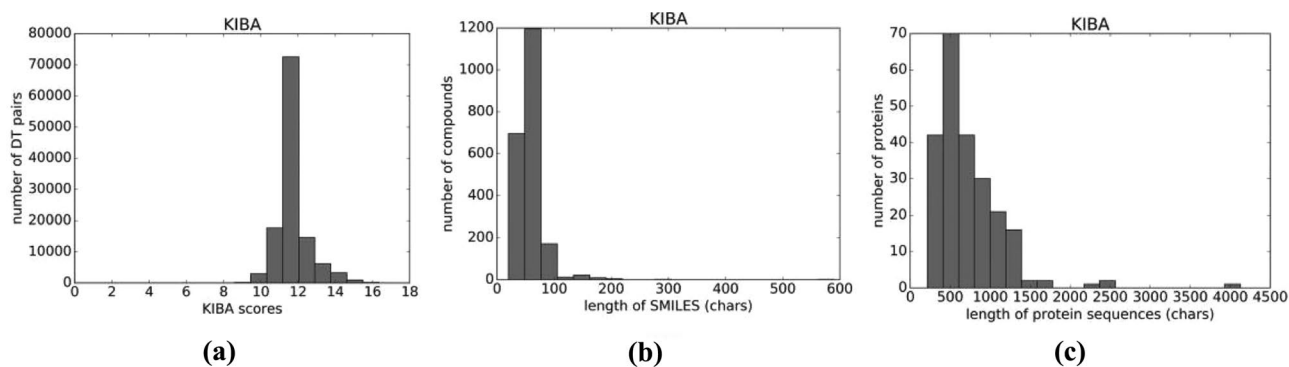 KIBA
80000
70000
60000
50000
40000
30000
20000
10000
0
number of DT pairs
0 2 4 6 8 10 12 14 16 18
KIBA scores
(a)
KIBA
1200
1000
800
600
400
200
0
number of compounds
0 100 200 300 400 500 600
length of SMILES (chars)
(b)
KIBA
70
60
50
40
30
20
10
0
number of proteins
0 500 1000 1500 2000 2500 3000 3500 4000 4500
length of protein sequences (chars)
(c)